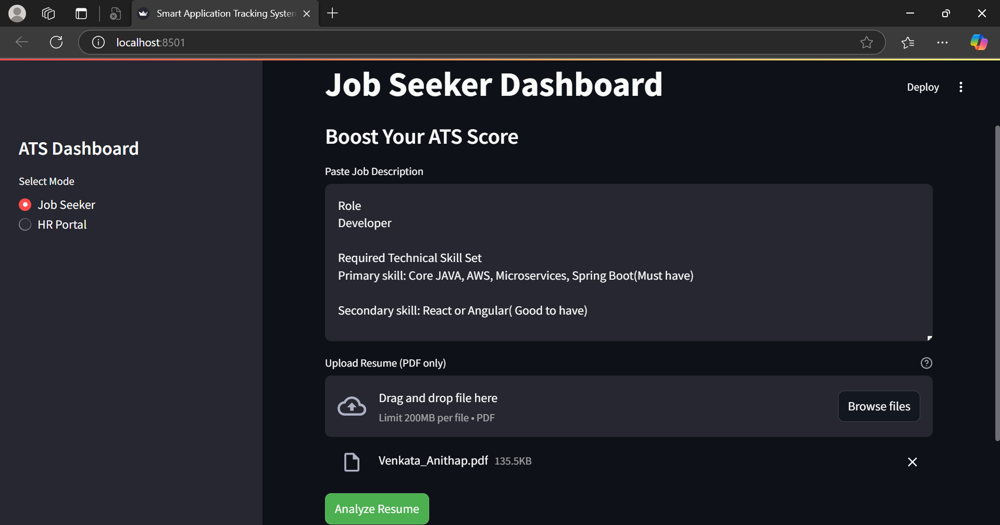 Smart Application Tracking System
localhost:8501
Job Seeker Dashboard
Deploy
ATS Dashboard
Select Mode
Job Seeker
HR Portal
Boost Your ATS Score
Paste Job Description
Role
Developer
Required Technical Skill Set
Primary skill: Core JAVA, AWS, Microservices, Spring Boot(Must have)
Secondary skill: React or Angular( Good to have)
Upload Resume (PDF only)
Drag and drop file here
Limit 200MB per file • PDF
Browse files
Venkata_Anithap.pdf 135.5KB
Analyze Resume